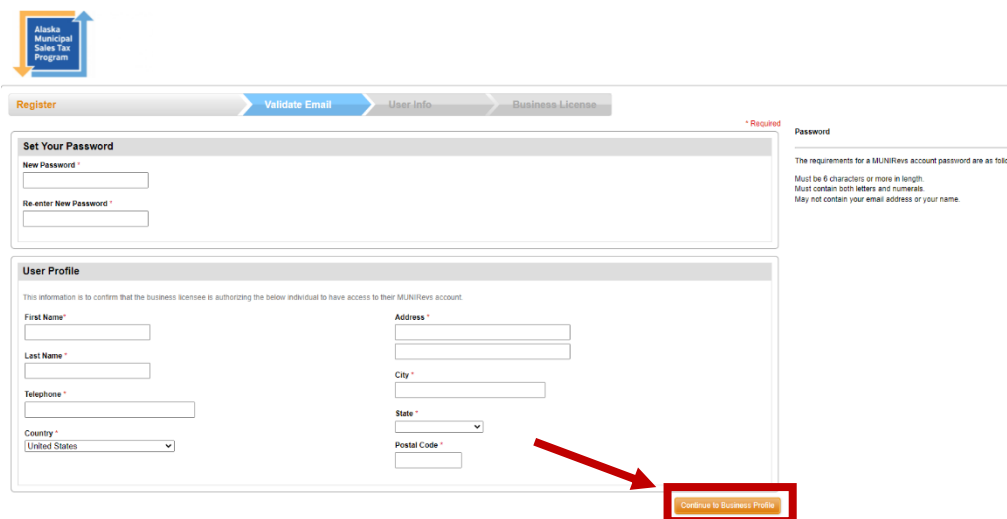 Alaska
Municipal
Sales Tax
Program
Register
Validate Email
User Info
Business License
* Required
Set Your Password
New Password *
Re-enter New Password *
Password
The requirements for a MUNIRevs account password are as
Must be 6 characters or more in length.
Must contain both letters and numerals.
May not contain your email address or your name.
User Profile
This information is to confirm that the business licensee is authorizing the below individual to have access to their MUNIRevs account.
First Name*
Last Name *
Telephone *
Country *
United States
Address *
City *
State *
Postal Code *
Continue to Business Profile